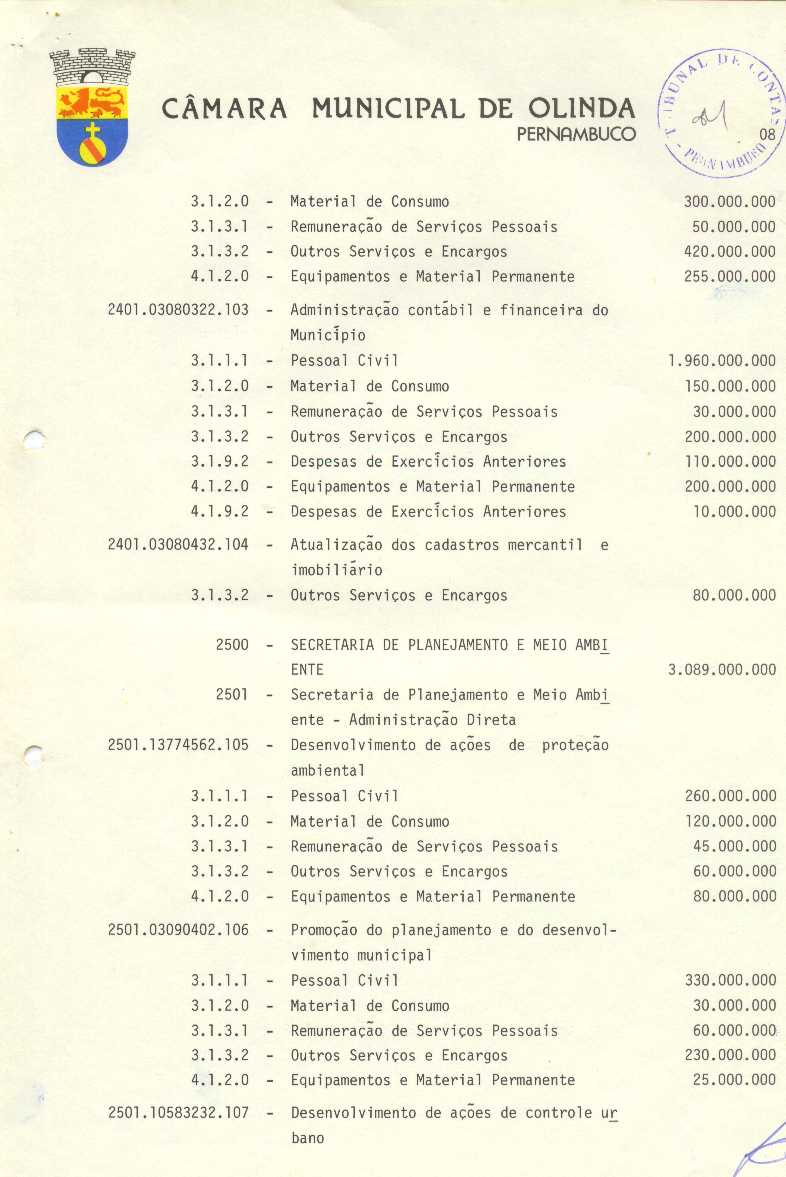 CÂMARA MUNICIPAL DE OLINDA
PERNAMBUCO
TRIBUNAL DE CONTAS
- PERNAMBUCO -
08
3.1.2.0 - Material de Consumo 300.000.000
3.1.3.1 - Remuneração de Serviços Pessoais 50.000.000
3.1.3.2 - Outros Serviços e Encargos 420.000.000
4.1.2.0 - Equipamentos e Material Permanente 255.000.000
2401.03080322.103 - Administração contábil e financeira do
Município
3.1.1.1 - Pessoal Civil 1.960.000.000
3.1.2.0 - Material de Consumo 150.000.000
3.1.3.1 - Remuneração de Serviços Pessoais 30.000.000
3.1.3.2 - Outros Serviços e Encargos 200.000.000
3.1.9.2 - Despesas de Exercícios Anteriores 110.000.000
4.1.2.0 - Equipamentos e Material Permanente 200.000.000
4.1.9.2 - Despesas de Exercícios Anteriores 10.000.000
2401.03080432.104 - Atualização dos cadastros mercantil e
imobiliário
3.1.3.2 - Outros Serviços e Encargos 80.000.000
2500 - SECRETARIA DE PLANEJAMENTO E MEIO AMBI
ENTE 3.089.000.000
2501 - Secretaria de Planejamento e Meio Ambi
ente - Administração Direta
2501.13774562.105 - Desenvolvimento de ações de proteção
ambiental
3.1.1.1 - Pessoal Civil 260.000.000
3.1.2.0 - Material de Consumo 120.000.000
3.1.3.1 - Remuneração de Serviços Pessoais 45.000.000
3.1.3.2 - Outros Serviços e Encargos 60.000.000
4.1.2.0 - Equipamentos e Material Permanente 80.000.000
2501.03090402.106 - Promoção do planejamento e do desenvol-
vimento municipal
3.1.1.1 - Pessoal Civil 330.000.000
3.1.2.0 - Material de Consumo 30.000.000
3.1.3.1 - Remuneração de Serviços Pessoais 60.000.000
3.1.3.2 - Outros Serviços e Encargos 230.000.000
4.1.2.0 - Equipamentos e Material Permanente 25.000.000
2501.10583232.107 - Desenvolvimento de ações de controle ur
bano